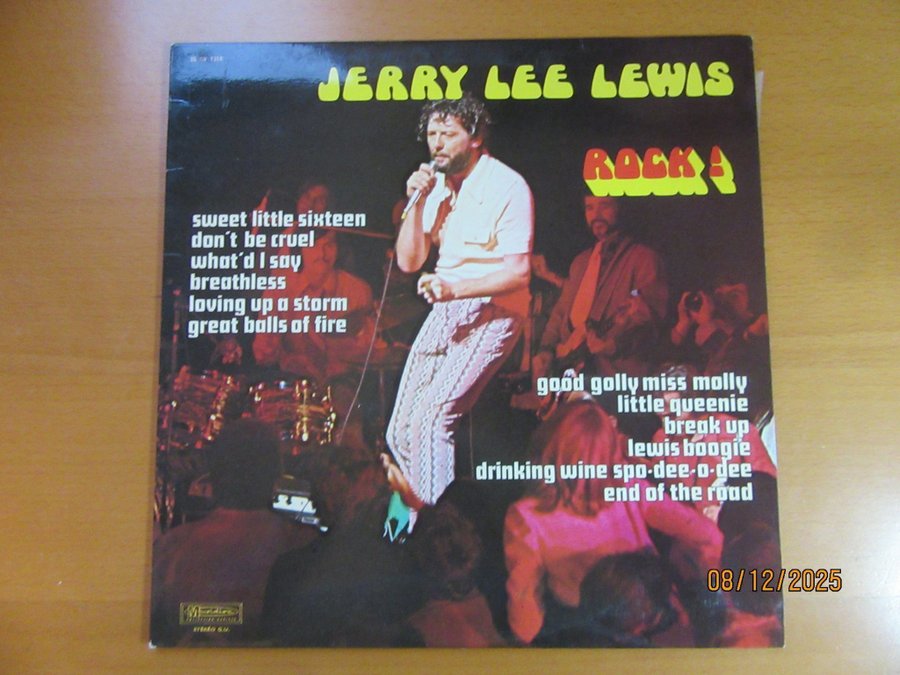 JERRY LEE LEWIS
ROCK!
sweet little sixteen
don't be cruel
what'd I say
breathless
loving up a storm
great balls of fire
good golly miss molly
little queenie
break up
lewis boogie
drinking wine spo-dee-o-dee
end of the road
08/12/2025